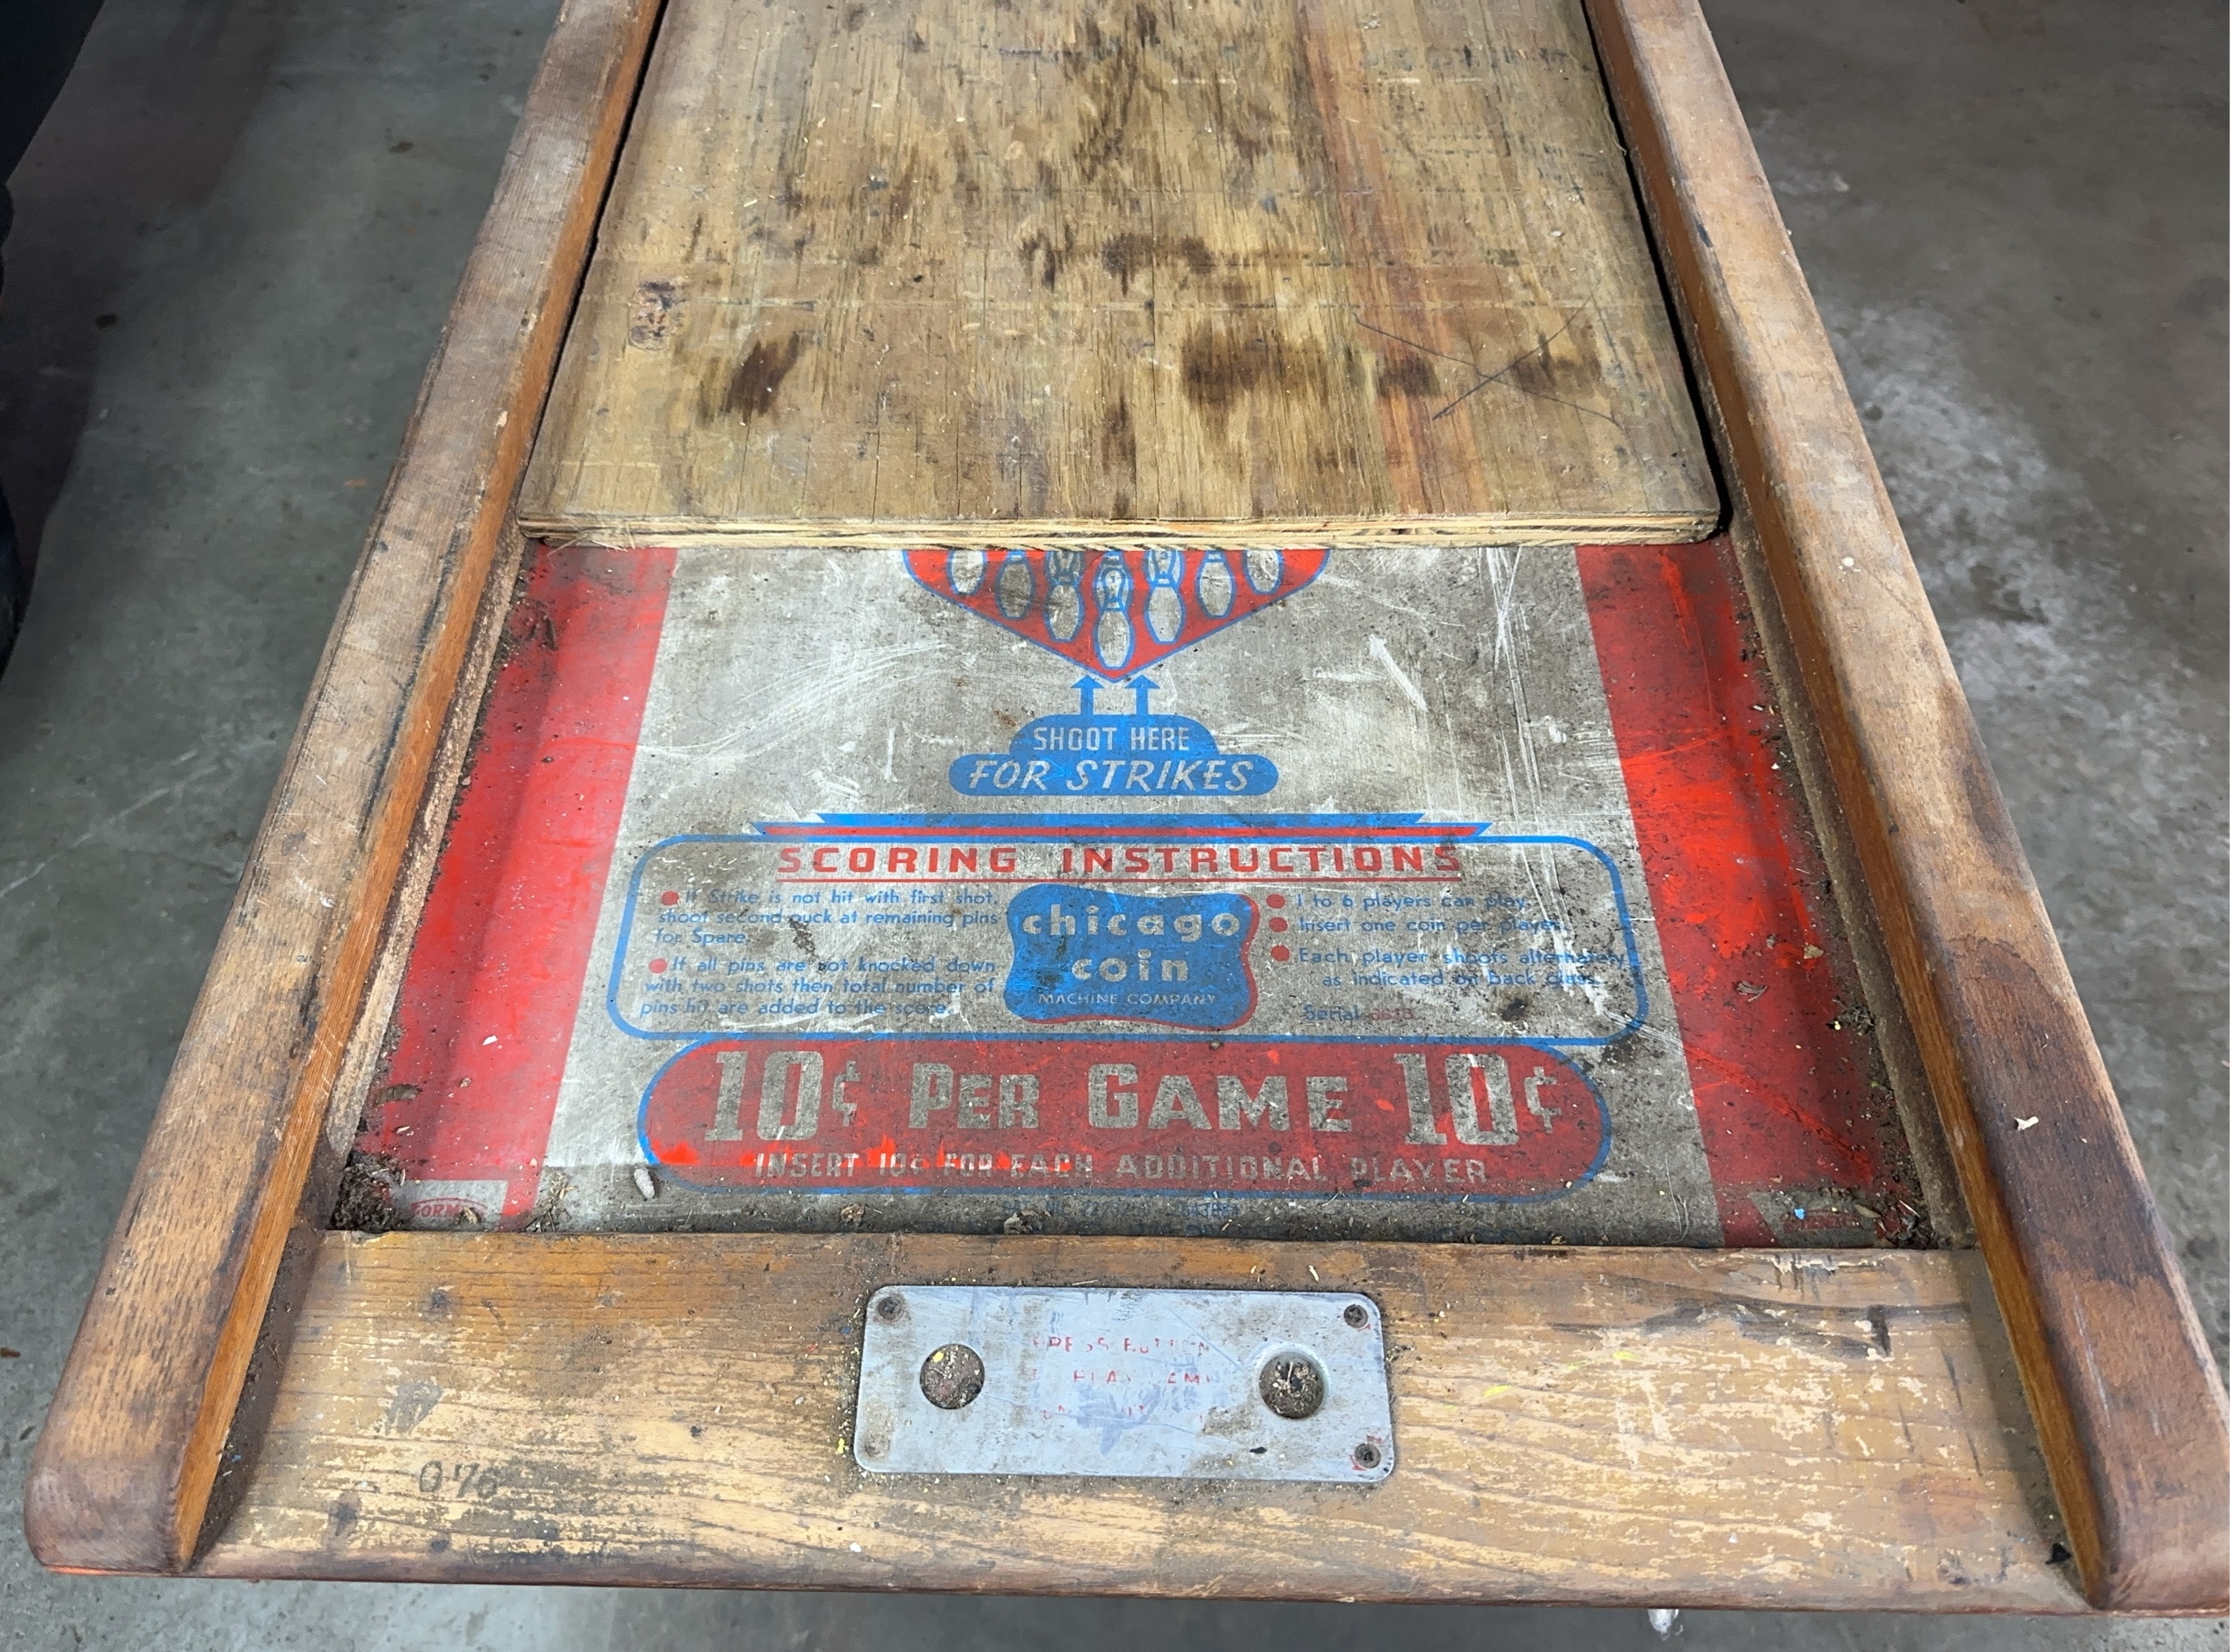 SHOOT HERE
FOR STRIKES
SCORING INSTRUCTIONS
If Strike is not hit with first shot,
shoot second puck at remaining pins
for Spare.
If all pins are not knocked down
with two shots then total number of
pins hit are added to the score.
chicago
coin
MACHINE COMPANY
1 to 6 players can play.
Insert one coin per player.
Each player shoots alternately
as indicated on Back Glass.
Serial
10¢ PER GAME 10¢
INSERT 10¢ FOR EACH ADDITIONAL PLAYER
PRESS BUTTON